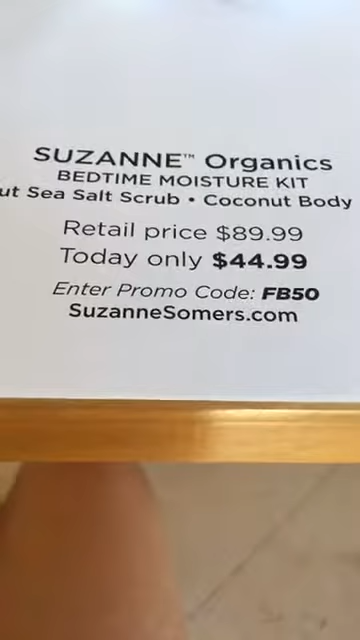 SUZANNE™ Organics
BEDTIME MOISTURE KIT
Sea Salt Scrub • Coconut Body
Retail price $89.99
Today only $44.99
Enter Promo Code: FB50
SuzanneSomers.com